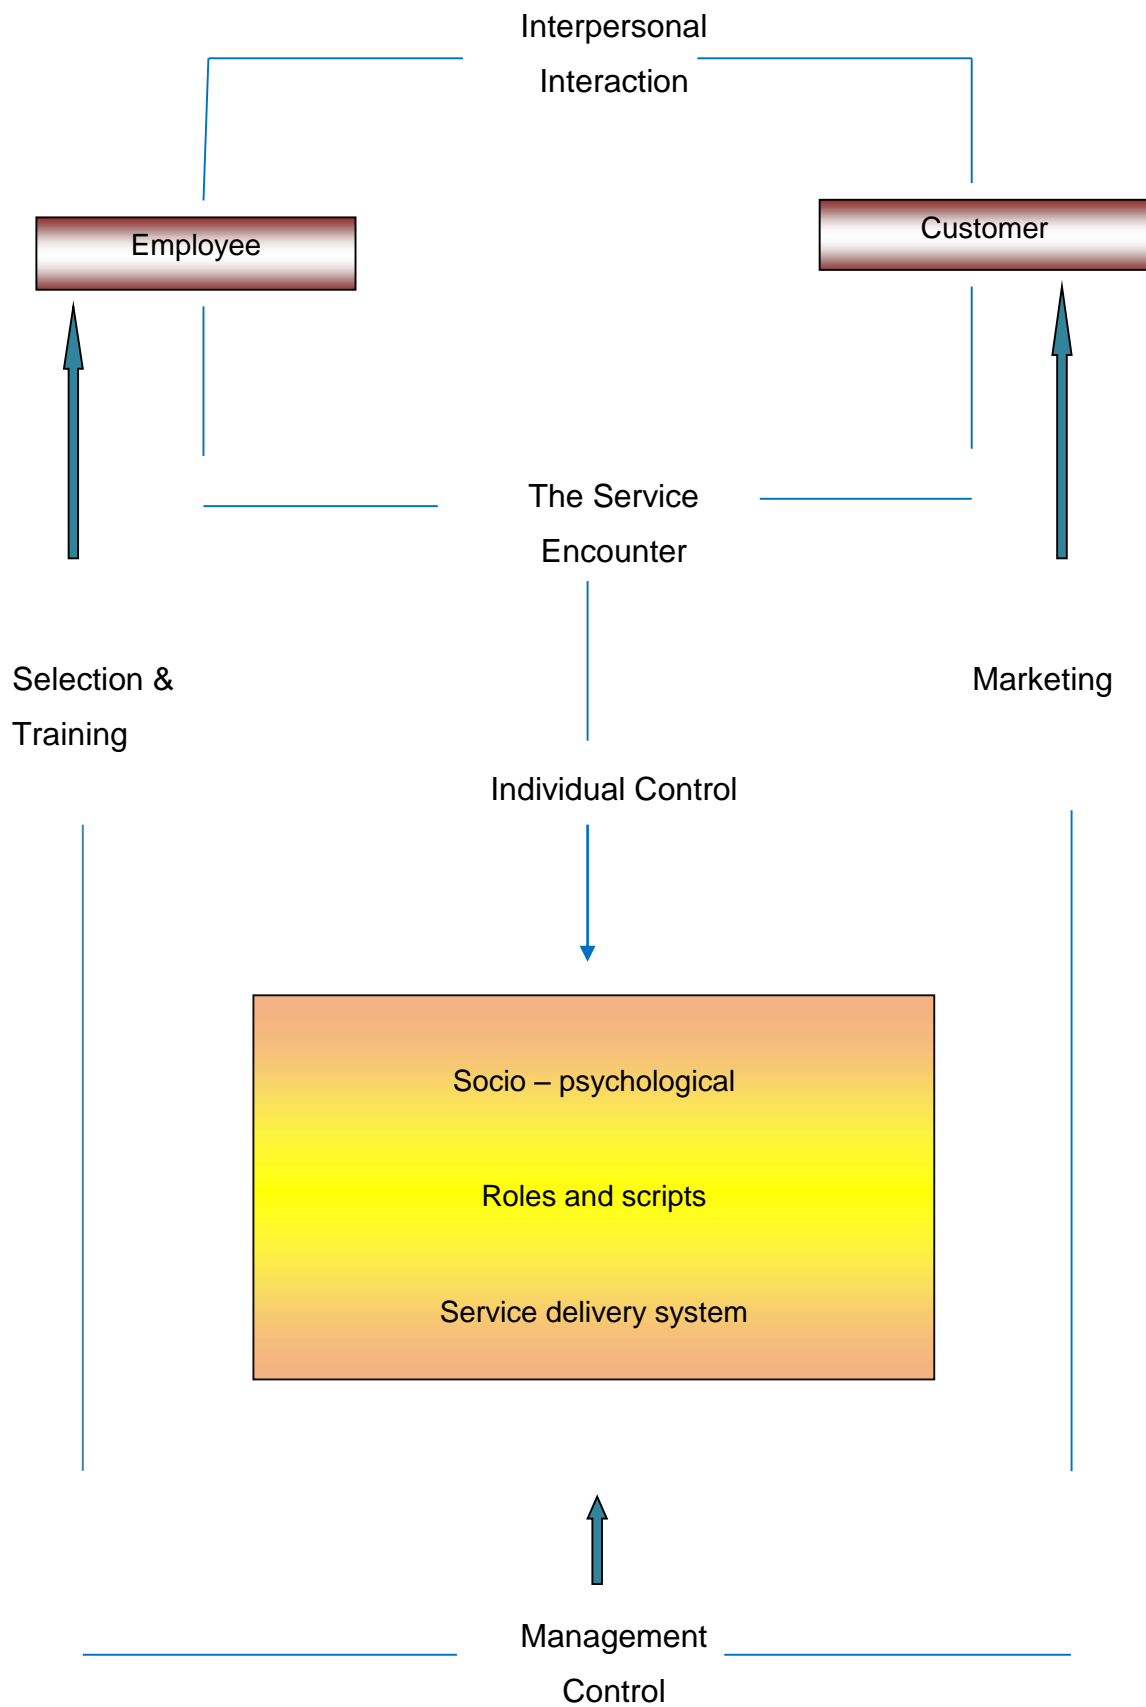 Interpersonal
Interaction
Employee
Customer
The Service
Encounter
Selection &
Training
Marketing
Individual Control
Socio – psychological
Roles and scripts
Service delivery system
Management
Control